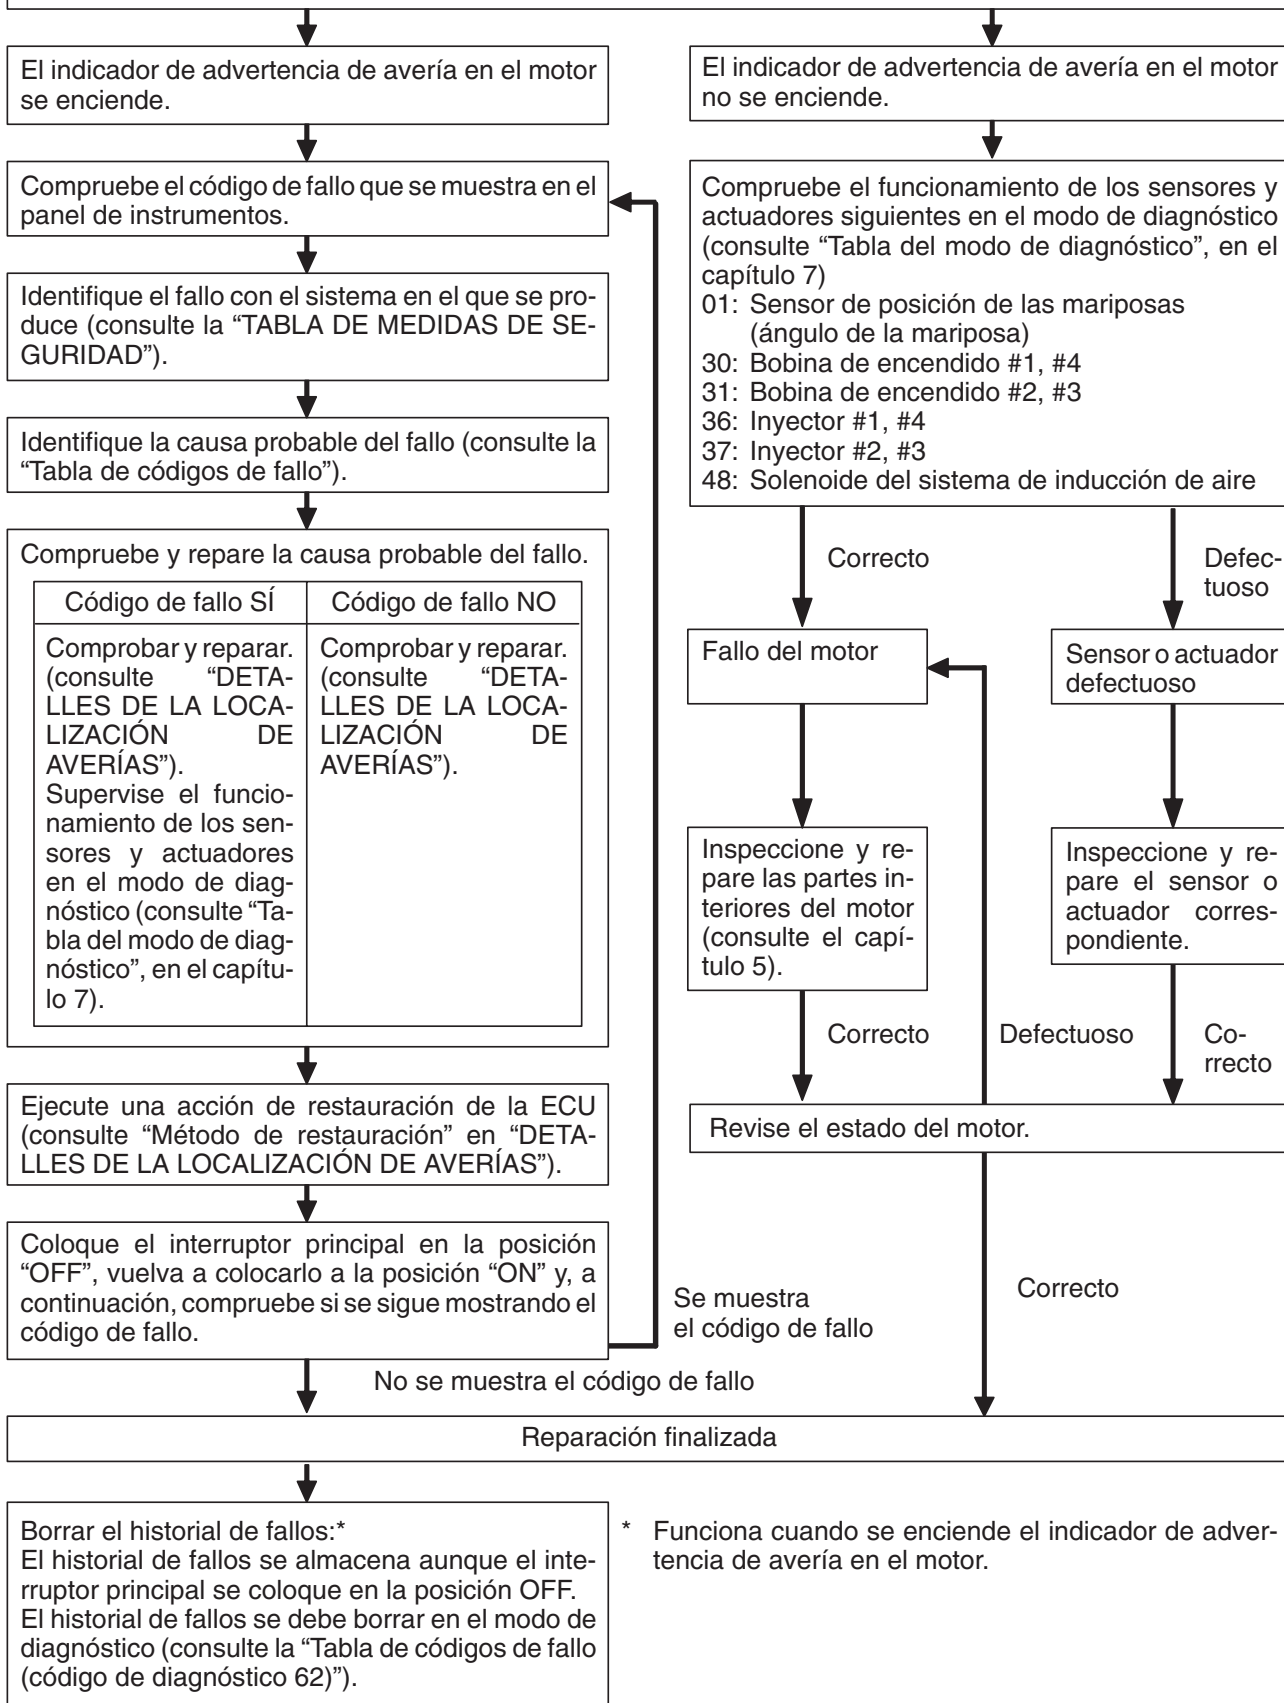 El indicador de advertencia de avería en el motor
se enciende.
Compruebe el código de fallo que se muestra en el
panel de instrumentos.
Identifique el fallo con el sistema en el que se pro-
duce (consulte la “TABLA DE MEDIDAS DE SE-
GURIDAD”).
Identifique la causa probable del fallo (consulte la
“Tabla de códigos de fallo”).
Compruebe y repare la causa probable del fallo.
Código de fallo SÍ
Comprobar y reparar.
(consulte “DETA-
LLES DE LA LOCA-
LIZACIÓN DE
AVERÍAS”).
Supervise el funcio-
namiento de los sen-
sores y actuadores
en el modo de diag-
nóstico (consulte “Ta-
bla del modo de diag-
nóstico”, en el capítu-
lo 7).
Código de fallo NO
Comprobar y reparar.
(consulte “DETA-
LLES DE LA LOCA-
LIZACIÓN DE
AVERÍAS”).
Ejecute una acción de restauración de la ECU
(consulte “Método de restauración” en “DETA-
LLES DE LA LOCALIZACIÓN DE AVERÍAS”).
Coloque el interruptor principal en la posición
“OFF”, vuelva a colocarlo a la posición “ON” y, a
continuación, compruebe si se sigue mostrando el
código de fallo.
Se muestra
el código de fallo
No se muestra el código de fallo
El indicador de advertencia de avería en el motor
no se enciende.
Compruebe el funcionamiento de los sensores y
actuadores siguientes en el modo de diagnóstico
(consulte “Tabla del modo de diagnóstico”, en el
capítulo 7)
01: Sensor de posición de las mariposas
(ángulo de la mariposa)
30: Bobina de encendido #1, #4
31: Bobina de encendido #2, #3
36: Inyector #1, #4
37: Inyector #2, #3
48: Solenoide del sistema de inducción de aire
Correcto
Defec-
tuoso
Fallo del motor
Sensor o actuador
defectuoso
Inspeccione y re-
pare las partes in-
teriores del motor
(consulte el capí-
tulo 5).
Inspeccione y re-
pare el sensor o
actuador corres-
pondiente.
Correcto
Defectuoso
Co-
rrecto
Revise el estado del motor.
Correcto
Reparación finalizada
Borrar el historial de fallos:*
El historial de fallos se almacena aunque el inte-
rruptor principal se coloque en la posición OFF.
El historial de fallos se debe borrar en el modo de
diagnóstico (consulte la “Tabla de códigos de fallo
(código de diagnóstico 62)”).
* Funciona cuando se enciende el indicador de adver-
tencia de avería en el motor.